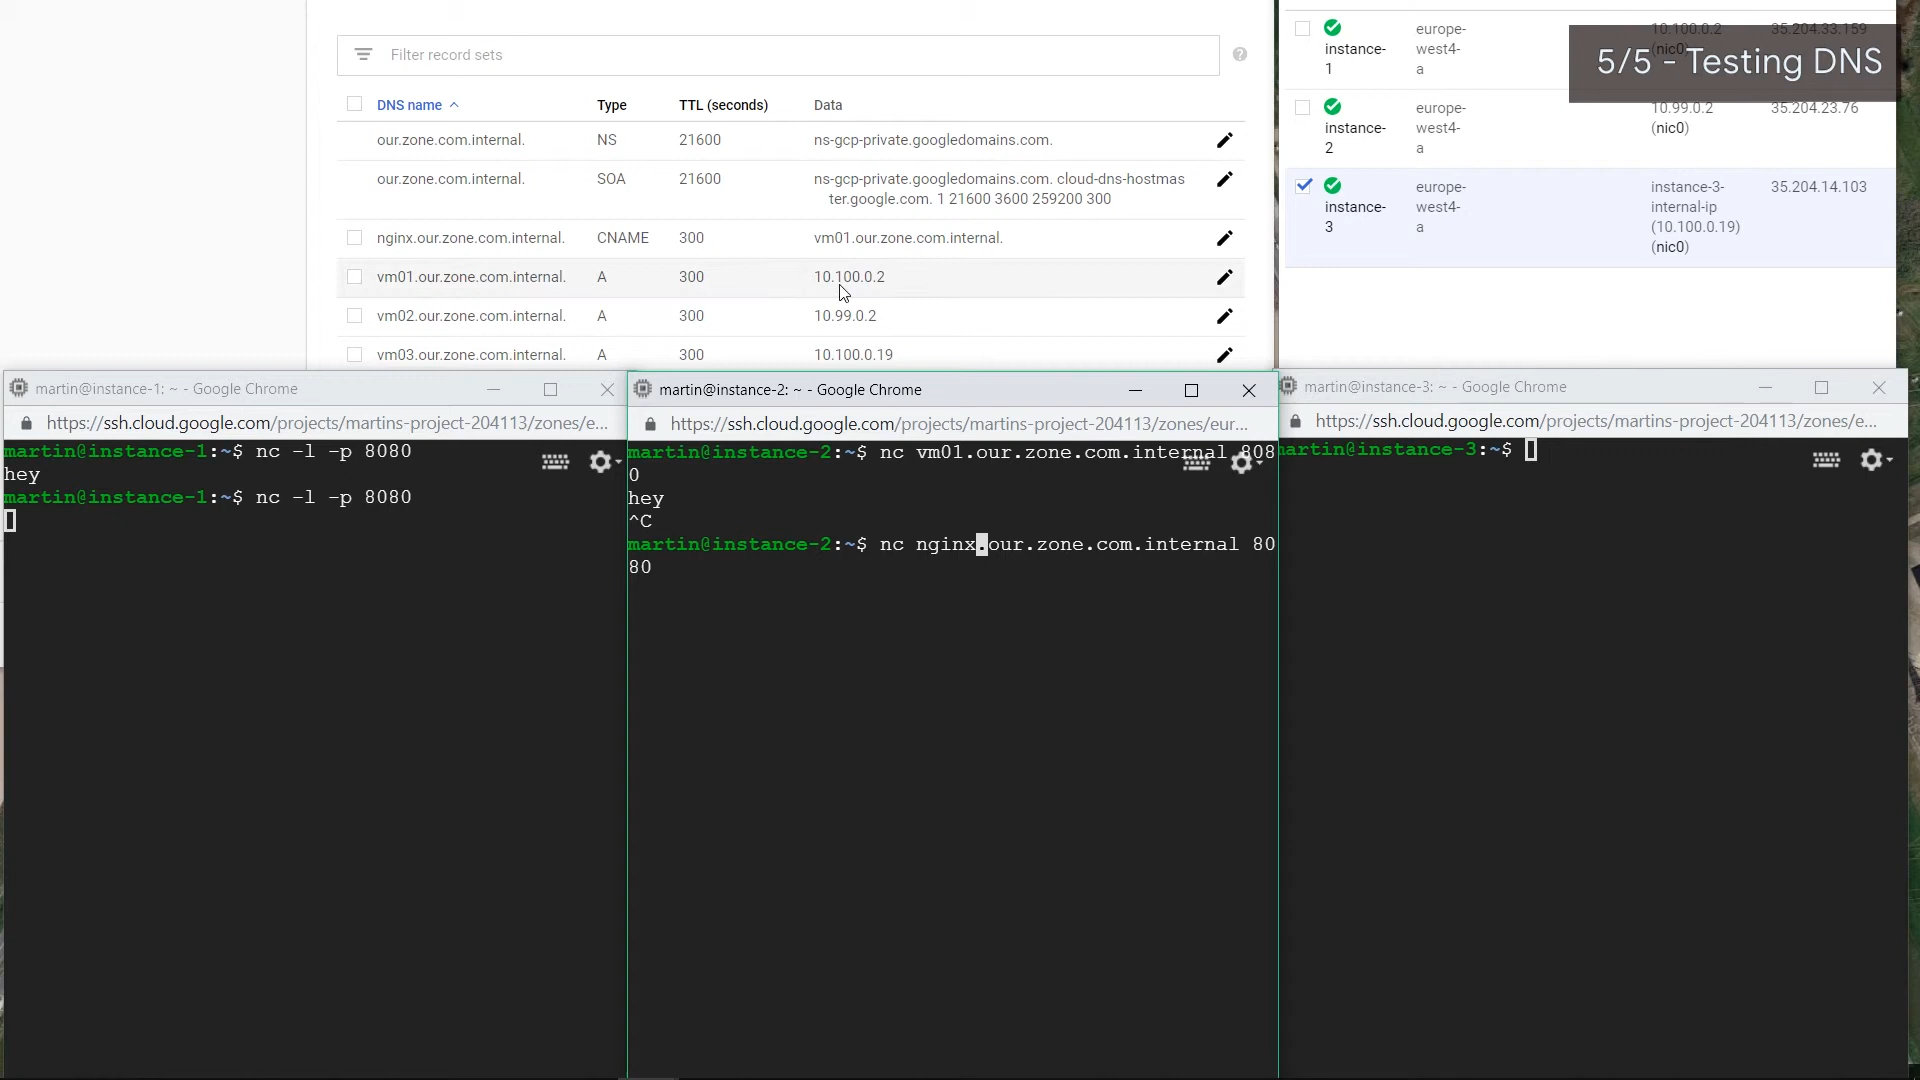 Filter record sets
DNS name Type TTL (seconds) Data
our.zone.com.internal. NS 21600 ns-gcp-private.googledomains.com.
our.zone.com.internal. SOA 21600 ns-gcp-private.googledomains.com. cloud-dns-hostmas
ter.google.com. 1 21600 3600 259200 300
nginx.our.zone.com.internal. CNAME 300 vm01.our.zone.com.internal.
vm01.our.zone.com.internal. A 300 10.100.0.2
vm02.our.zone.com.internal. A 300 10.99.0.2
vm03.our.zone.com.internal. A 300 10.100.0.19
5/5 - Testing DNS
instance-
1
europe-
west4-
a
10.100.0.2
(nic0)
35.204.33.159
instance-
2
europe-
west4-
a
10.99.0.2
(nic0)
35.204.23.76
instance-
3
europe-
west4-
a
instance-3-
internal-ip
(10.100.0.19)
(nic0)
35.204.14.103
martin@instance-1: ~ - Google Chrome
https://ssh.cloud.google.com/projects/martins-project-204113/zones/e...
martin@instance-1:~$ nc -l -p 8080
hey
martin@instance-1:~$ nc -l -p 8080
martin@instance-2: ~ - Google Chrome
https://ssh.cloud.google.com/projects/martins-project-204113/zones/eur...
martin@instance-2:~$ nc vm01.our.zone.com.internal 808
0
hey
^C
martin@instance-2:~$ nc nginx.our.zone.com.internal 80
80
martin@instance-3: ~ - Google Chrome
https://ssh.cloud.google.com/projects/martins-project-204113/zones/e...
martin@instance-3:~$